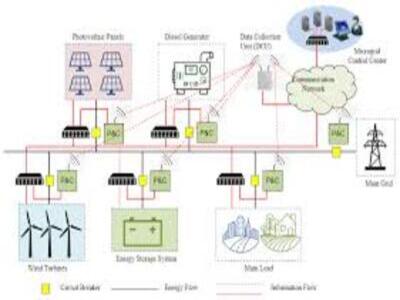 Photovoltaic Panels
Diesel Generator
Data Collection
Unit (DCU)
Microgrid
Control Center
Communication
Network
P&C
P&C
P&C
P&C
P&C
P&C
Main Grid
Wind Turbines
Energy Storage System
Main Load
Circuit Breaker
Energy Flow
Information Flow